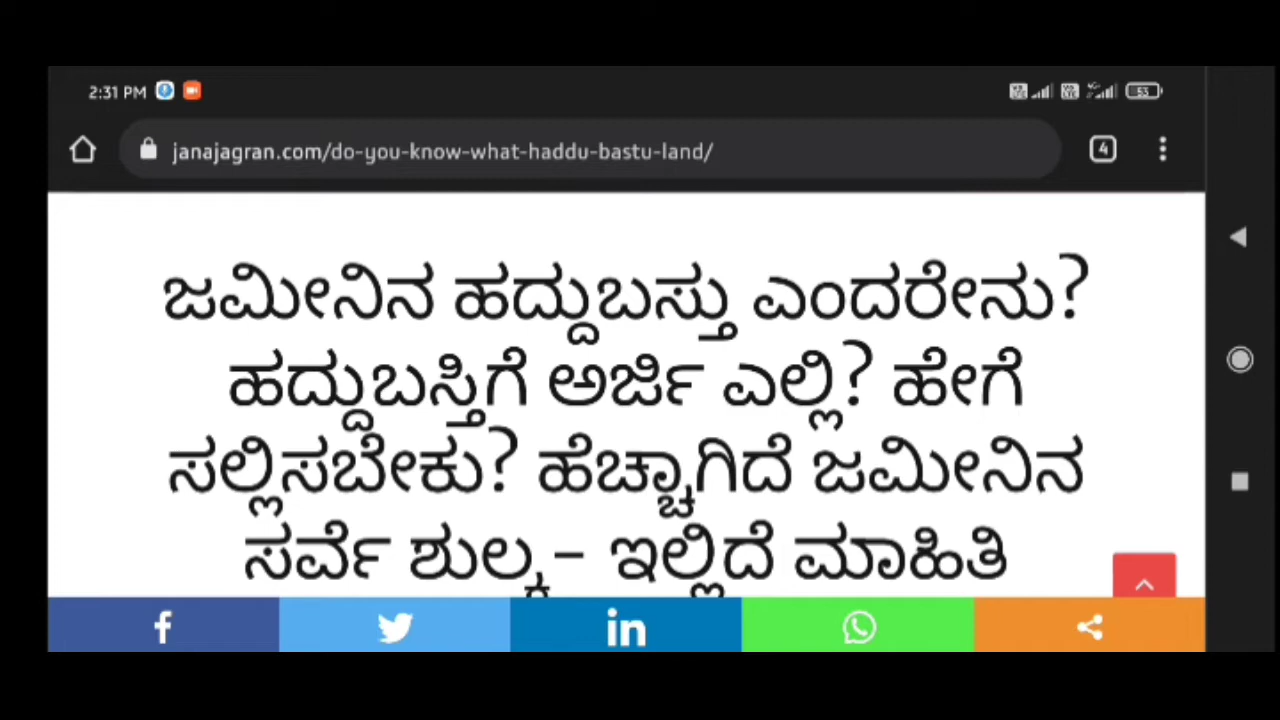 2:31 PM
53
janajagran.com/do-you-know-what-haddu-bastu-land/
4
ಜಮೀನಿನ ಹದ್ದುಬಸ್ತು ಎಂದರೇನು?
ಹದ್ದುಬಸ್ತಿಗೆ ಅರ್ಜಿ ಎಲ್ಲಿ? ಹೇಗೆ
ಸಲ್ಲಿಸಬೇಕು? ಹೆಚ್ಚಾಗಿದೆ ಜಮೀನಿನ
ಸರ್ವೆ ಶುಲ್ಕ – ಇಲ್ಲಿದೆ ಮಾಹಿತಿ